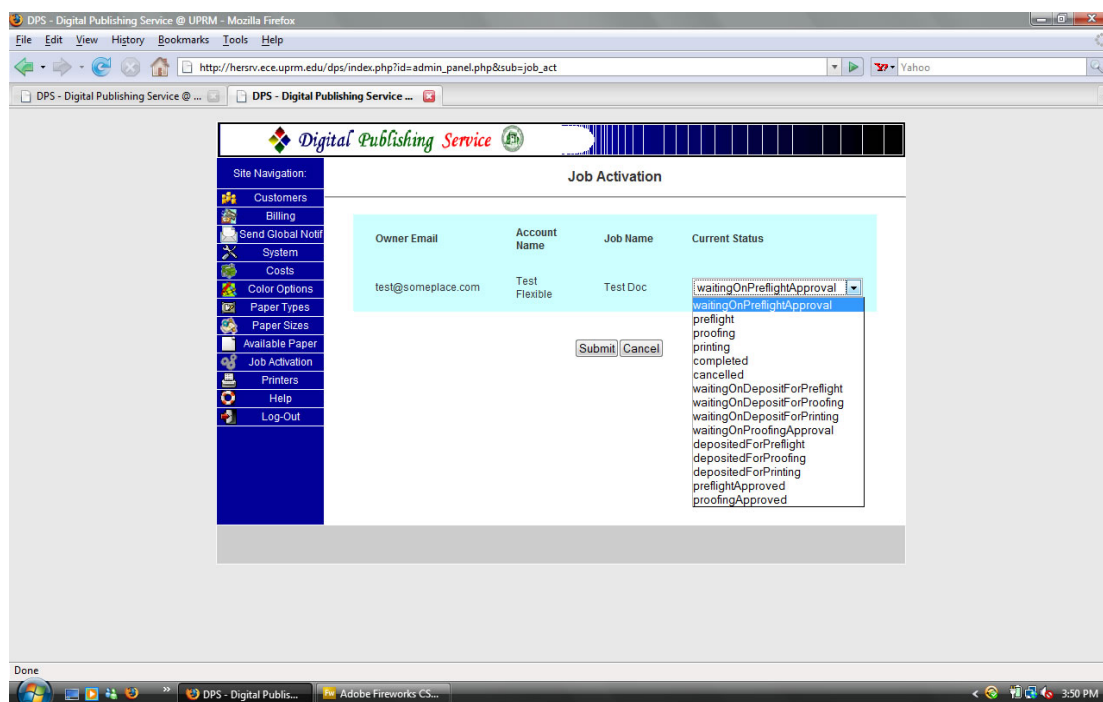 DPS - Digital Publishing Service @ UPRM - Mozilla Firefox
File Edit View History Bookmarks Tools Help
http://hersrv.ece.uprm.edu/dps/index.php?id=admin_panel.php&sub=job_act
Yahoo
DPS - Digital Publishing Service @ ...
DPS - Digital Publishing Service ...
Digital Publishing Service
Site Navigation:
Customers
Billing
Send Global Notif
System
Costs
Color Options
Paper Types
Paper Sizes
Available Paper
Job Activation
Printers
Help
Log-Out
Job Activation
Owner Email Account Name Job Name Current Status
test@someplace.com Test Flexible Test Doc waitingOnPreflightApproval
waitingOnPreflightApproval
preflight
proofing
printing
completed
cancelled
waitingOnDepositForPreflight
waitingOnDepositForProofing
waitingOnDepositForPrinting
waitingOnProofingApproval
depositedForPreflight
depositedForProofing
depositedForPrinting
preflightApproved
proofingApproved
Submit Cancel
Done
DPS - Digital Publis...
Adobe Fireworks CS...
3:50 PM